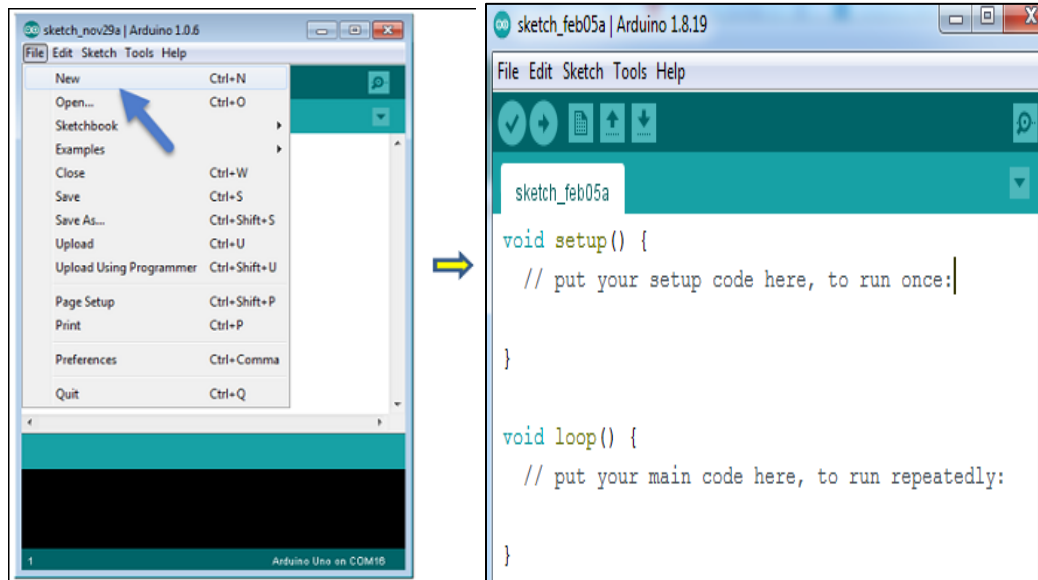 sketch_nov29a | Arduino 1.0.6
File Edit Sketch Tools Help
New Ctrl+N
Open... Ctrl+O
Sketchbook
Examples
Close Ctrl+W
Save Ctrl+S
Save As... Ctrl+Shift+S
Upload Ctrl+U
Upload Using Programmer Ctrl+Shift+U
Page Setup Ctrl+Shift+P
Print Ctrl+P
Preferences Ctrl+Comma
Quit Ctrl+Q
1 Arduino Uno on COM16
sketch_feb05a | Arduino 1.8.19
File Edit Sketch Tools Help
sketch_feb05a
void setup() {
// put your setup code here, to run once:
}
void loop() {
// put your main code here, to run repeatedly:
}